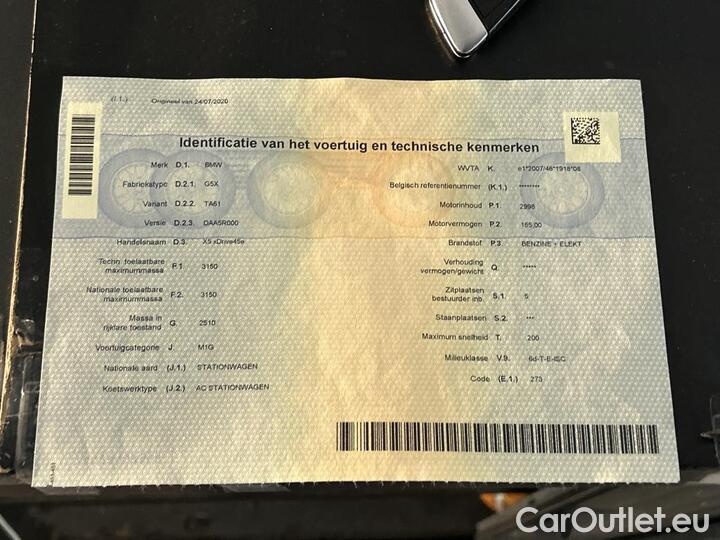 (I.1.) Origineel van 24/07/2020
Identificatie van het voertuig en technische kenmerken
Merk D.1. BMW
Fabriekstype D.2.1. G5X
Variant D.2.2. TA61
Versie D.2.3. DAA5R000
Handelsnaam D.3. X5 xDrive45e
Techn. toelaatbare
maximummassa F.1. 3150
Nationale toelaatbare
maximummassa F.2. 3150
Massa in
rijklare toestand G. 2510
Voertuigcategorie J. M1G
Nationale aard (J.1.) STATIONWAGEN
Koetswerktype (J.2.) AC STATIONWAGEN
WVTA K. e1*2007/46*1918*08
Belgisch referentienummer (K.1.) ********
Motorinhoud P.1. 2998
Motorvermogen P.2. 155,00
Brandstof P.3. BENZINE + ELEKT
Verhouding
vermogen/gewicht Q. *****
Zitplaatsen
bestuurder inb. S.1. 5
Staanplaatsen S.2. ***
Maximum snelheid T. 200
Milieuklasse V.9. 6d-T-E-ISC
Code (E.1.) 273
CarOutlet.eu